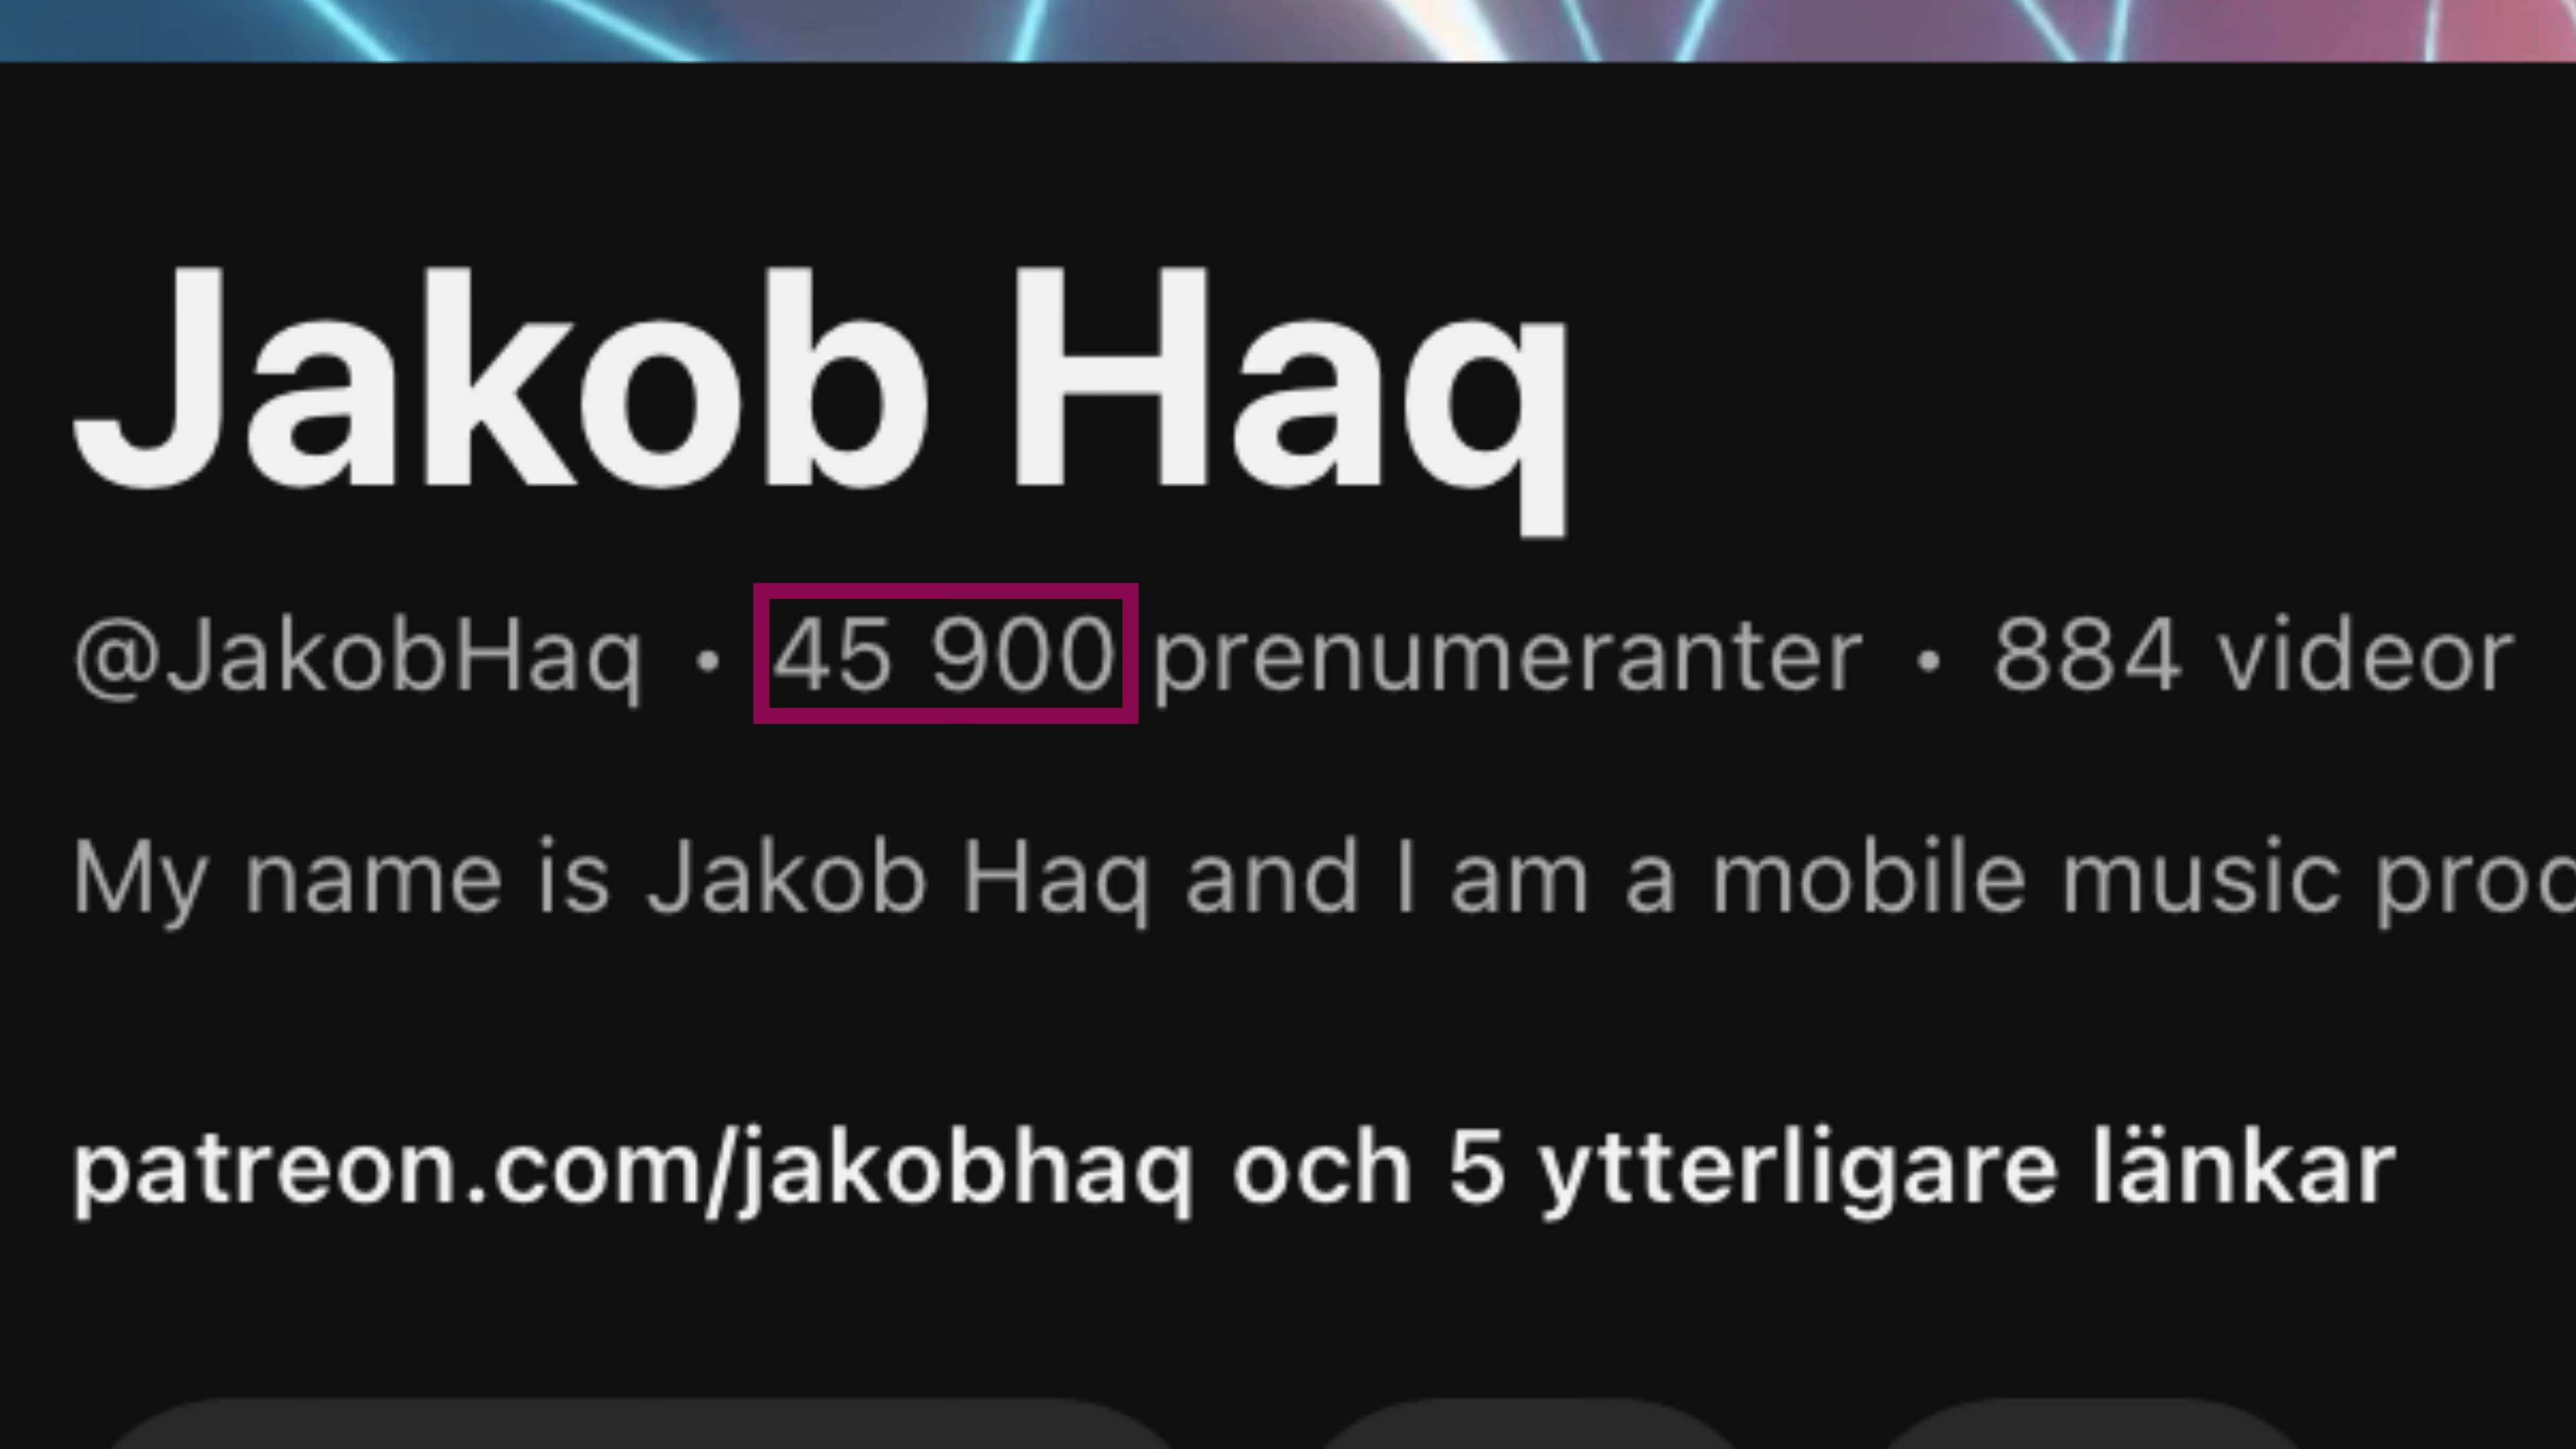 Jakob Haq
@JakobHaq • 45 900 prenumeranter • 884 videor
My name is Jakob Haq and I am a mobile music
patreon.com/jakobhaq och 5 ytterligare länkar